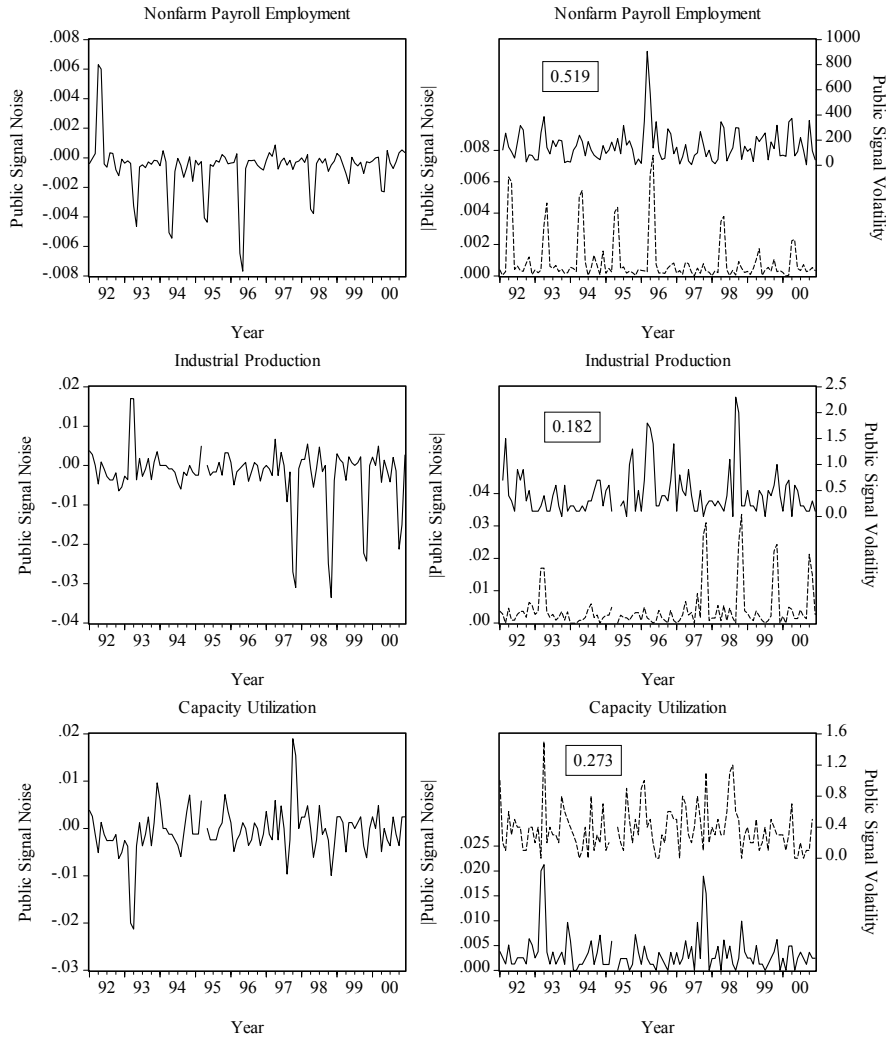 Nonfarm Payroll Employment
Public Signal Noise
.008
.006
.004
.002
.000
-.002
-.004
-.006
-.008
92 93 94 95 96 97 98 99 00
Year
Nonfarm Payroll Employment
|Public Signal Noise|
.008
.006
.004
.002
.000
0.519
1000
800
600
400
200
0
Public Signal Volatility
92 93 94 95 96 97 98 99 00
Year
Industrial Production
Public Signal Noise
.02
.01
.00
-.01
-.02
-.03
-.04
92 93 94 95 96 97 98 99 00
Year
Industrial Production
|Public Signal Noise|
.04
.03
.02
.01
.00
0.182
2.5
2.0
1.5
1.0
0.5
0.0
Public Signal Volatility
92 93 94 95 96 97 98 99 00
Year
Capacity Utilization
Public Signal Noise
.02
.01
.00
-.01
-.02
-.03
92 93 94 95 96 97 98 99 00
Year
Capacity Utilization
|Public Signal Noise|
.025
.020
.015
.010
.005
.000
0.273
1.6
1.2
0.8
0.4
0.0
Public Signal Volatility
92 93 94 95 96 97 98 99 00
Year